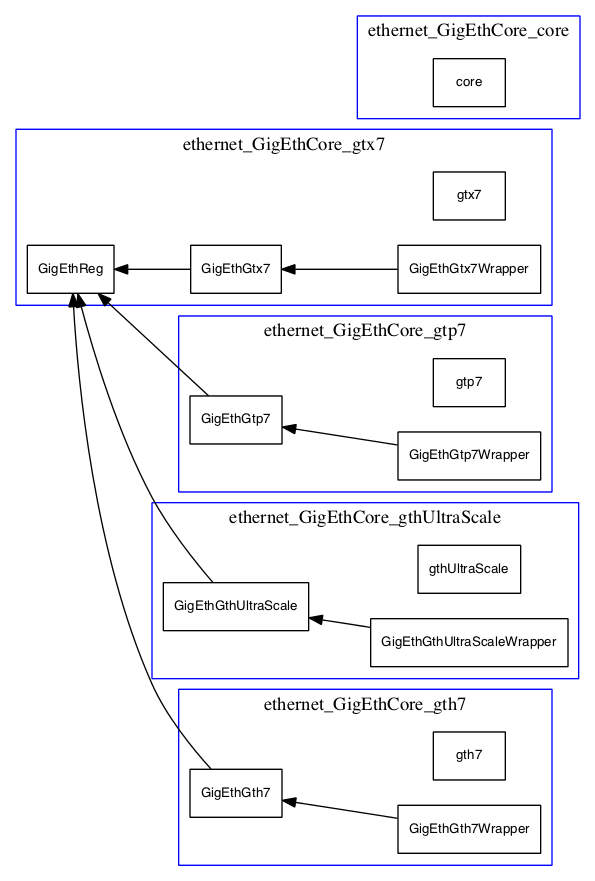 ethernet_GigEthCore_core
core
ethernet_GigEthCore_gtx7
gtx7
GigEthReg
GigEthGtx7
GigEthGtx7Wrapper
ethernet_GigEthCore_gtp7
gtp7
GigEthGtp7
GigEthGtp7Wrapper
ethernet_GigEthCore_gthUltraScale
gthUltraScale
GigEthGthUltraScale
GigEthGthUltraScaleWrapper
ethernet_GigEthCore_gth7
gth7
GigEthGth7
GigEthGth7Wrapper